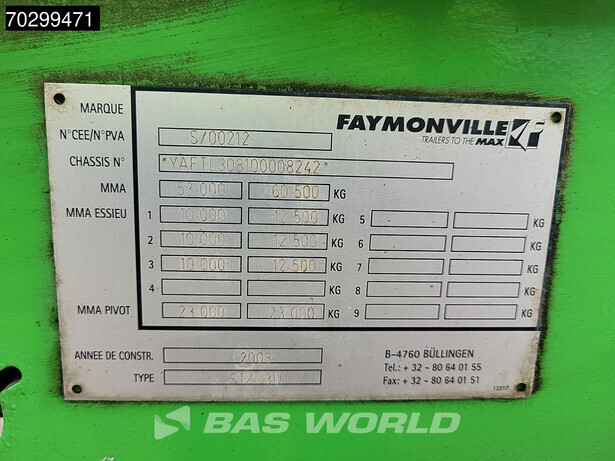 70299471
MARQUE
FAYMONVILLE
TRAILERS TO THE MAX
N°CEE/N°PVA S/00212
CHASSIS N° *YAFTL308100008242*
MMA 53.000 60.500 KG
MMA ESSIEU 1 10.000 12.500 KG 5 KG
2 10.000 12.500 KG 6 KG
3 10.000 12.500 KG 7 KG
4 KG 8 KG
MMA PIVOT 23.000 23.000 KG 9 KG
ANNEE DE CONSTR. 2008
TYPE STZ-3U
B-4760 BÜLLINGEN
Tel.: + 32 - 80 64 01 55
Fax.: + 32 - 80 64 01 51
12517
BAS WORLD